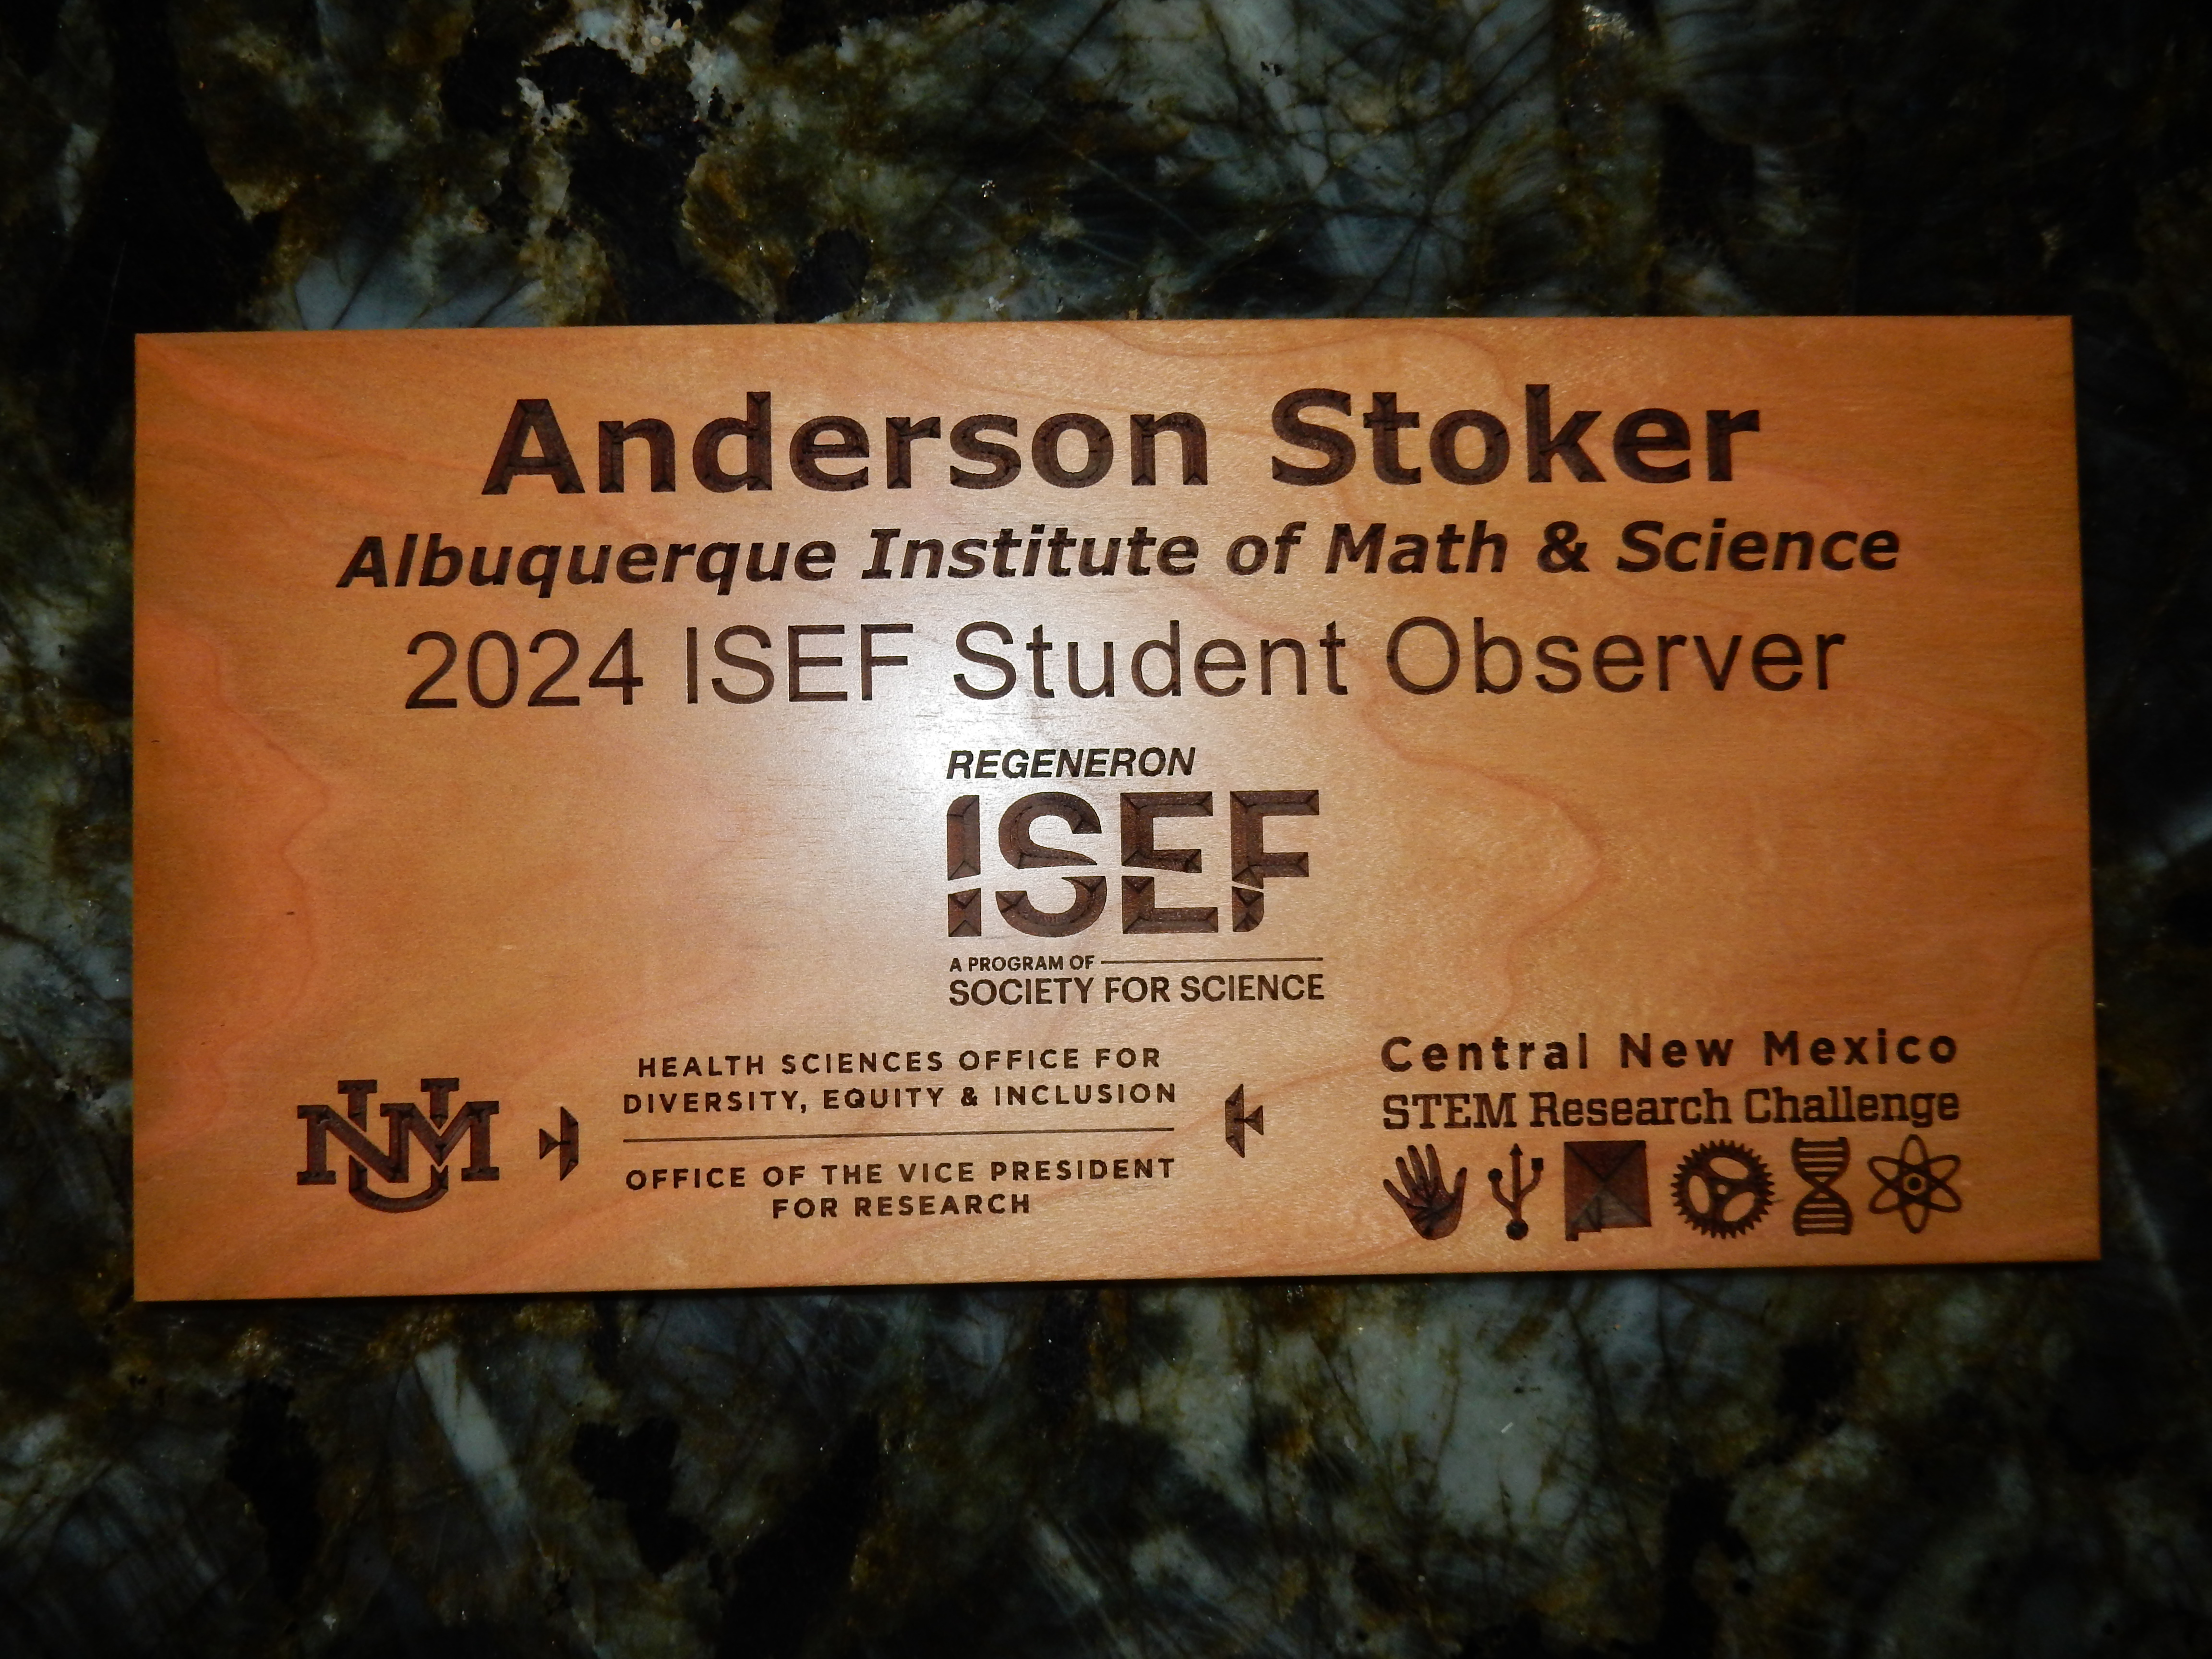 Anderson Stoker
Albuquerque Institute of Math & Science
2024 ISEF Student Observer
REGENERON
ISEF
A PROGRAM OF
SOCIETY FOR SCIENCE
UNM
HEALTH SCIENCES OFFICE FOR
DIVERSITY, EQUITY & INCLUSION
OFFICE OF THE VICE PRESIDENT
FOR RESEARCH
Central New Mexico
STEM Research Challenge